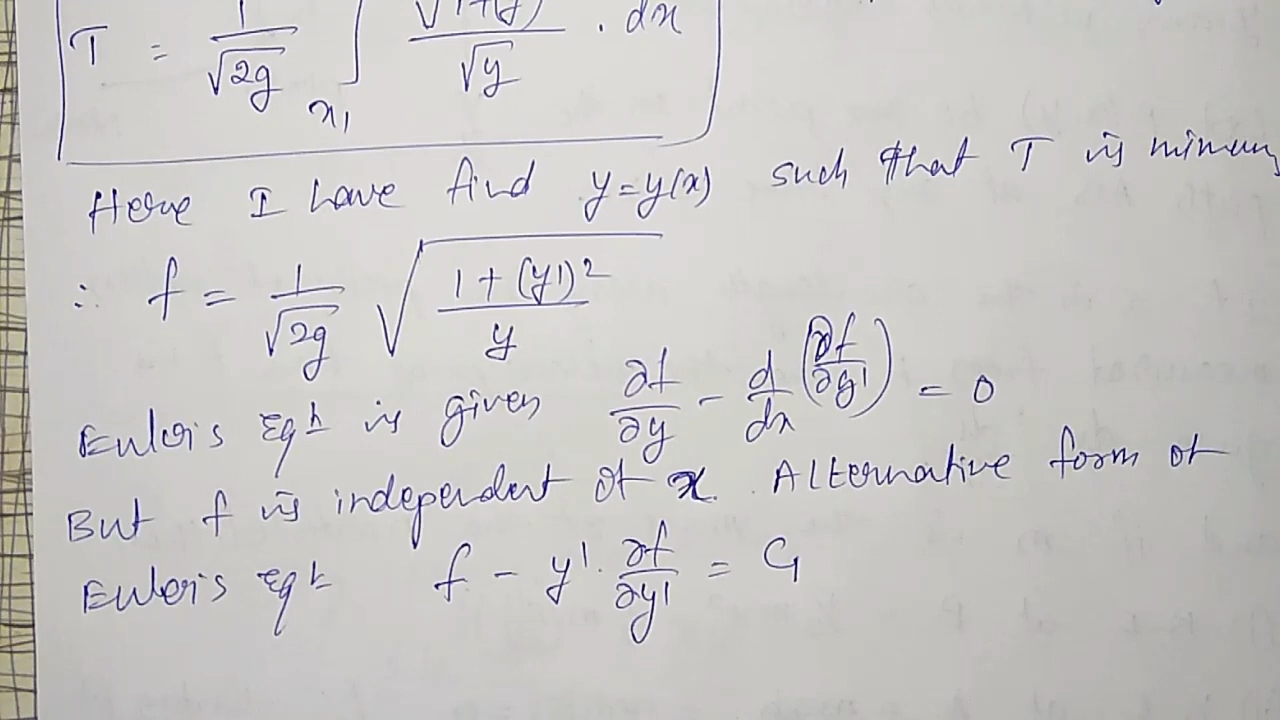 T = 1/√2g ∫x₁ √1+(y')/√y . dx
Here I have find y=y(x) such that T is minimum
∴ f = 1/√2g √(1+(y')²/y)
Euler's Eqn is given ∂f/∂y - d/dx (∂f/∂y') = 0
But f is independent of x. Alternative form of
Euler's Eqn f - y'. ∂f/∂y' = C₁